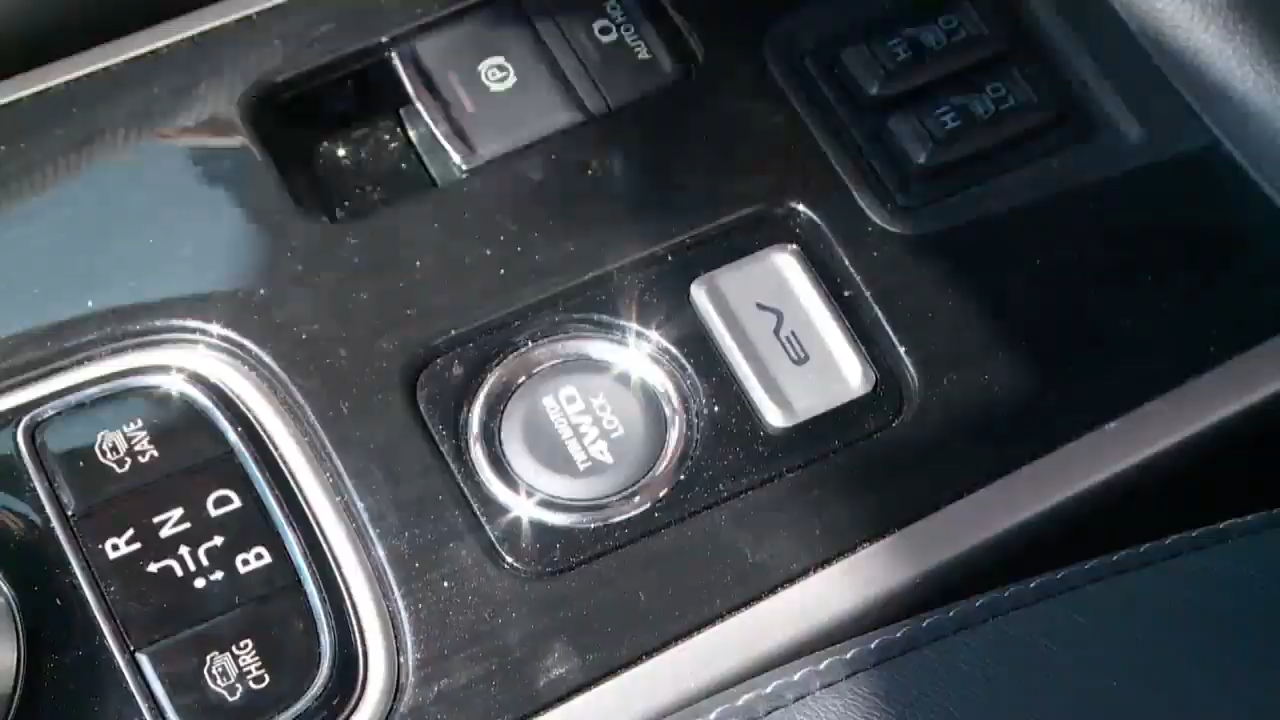 AUTO HOLD
P
LO
HI
LO
HI
EV
TWIN MOTOR
4WD
LOCK
SAVE
R N D
B
CHRG